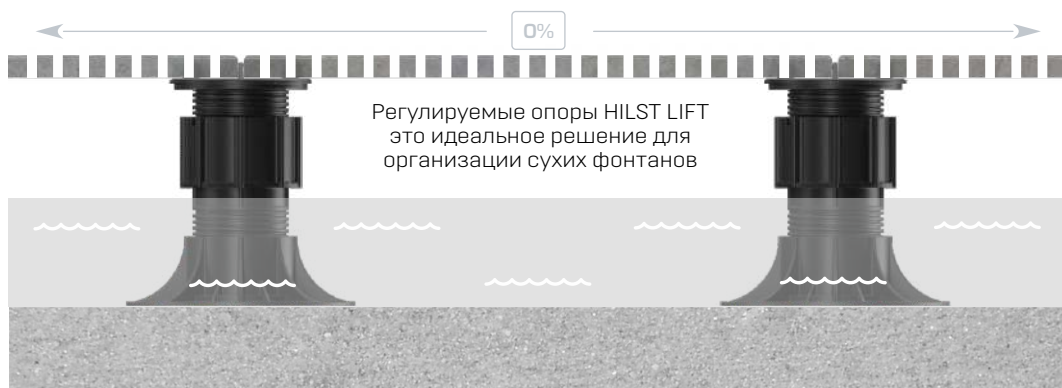 0%
Регулируемые опоры HILST LIFT
это идеальное решение для
организации сухих фонтанов